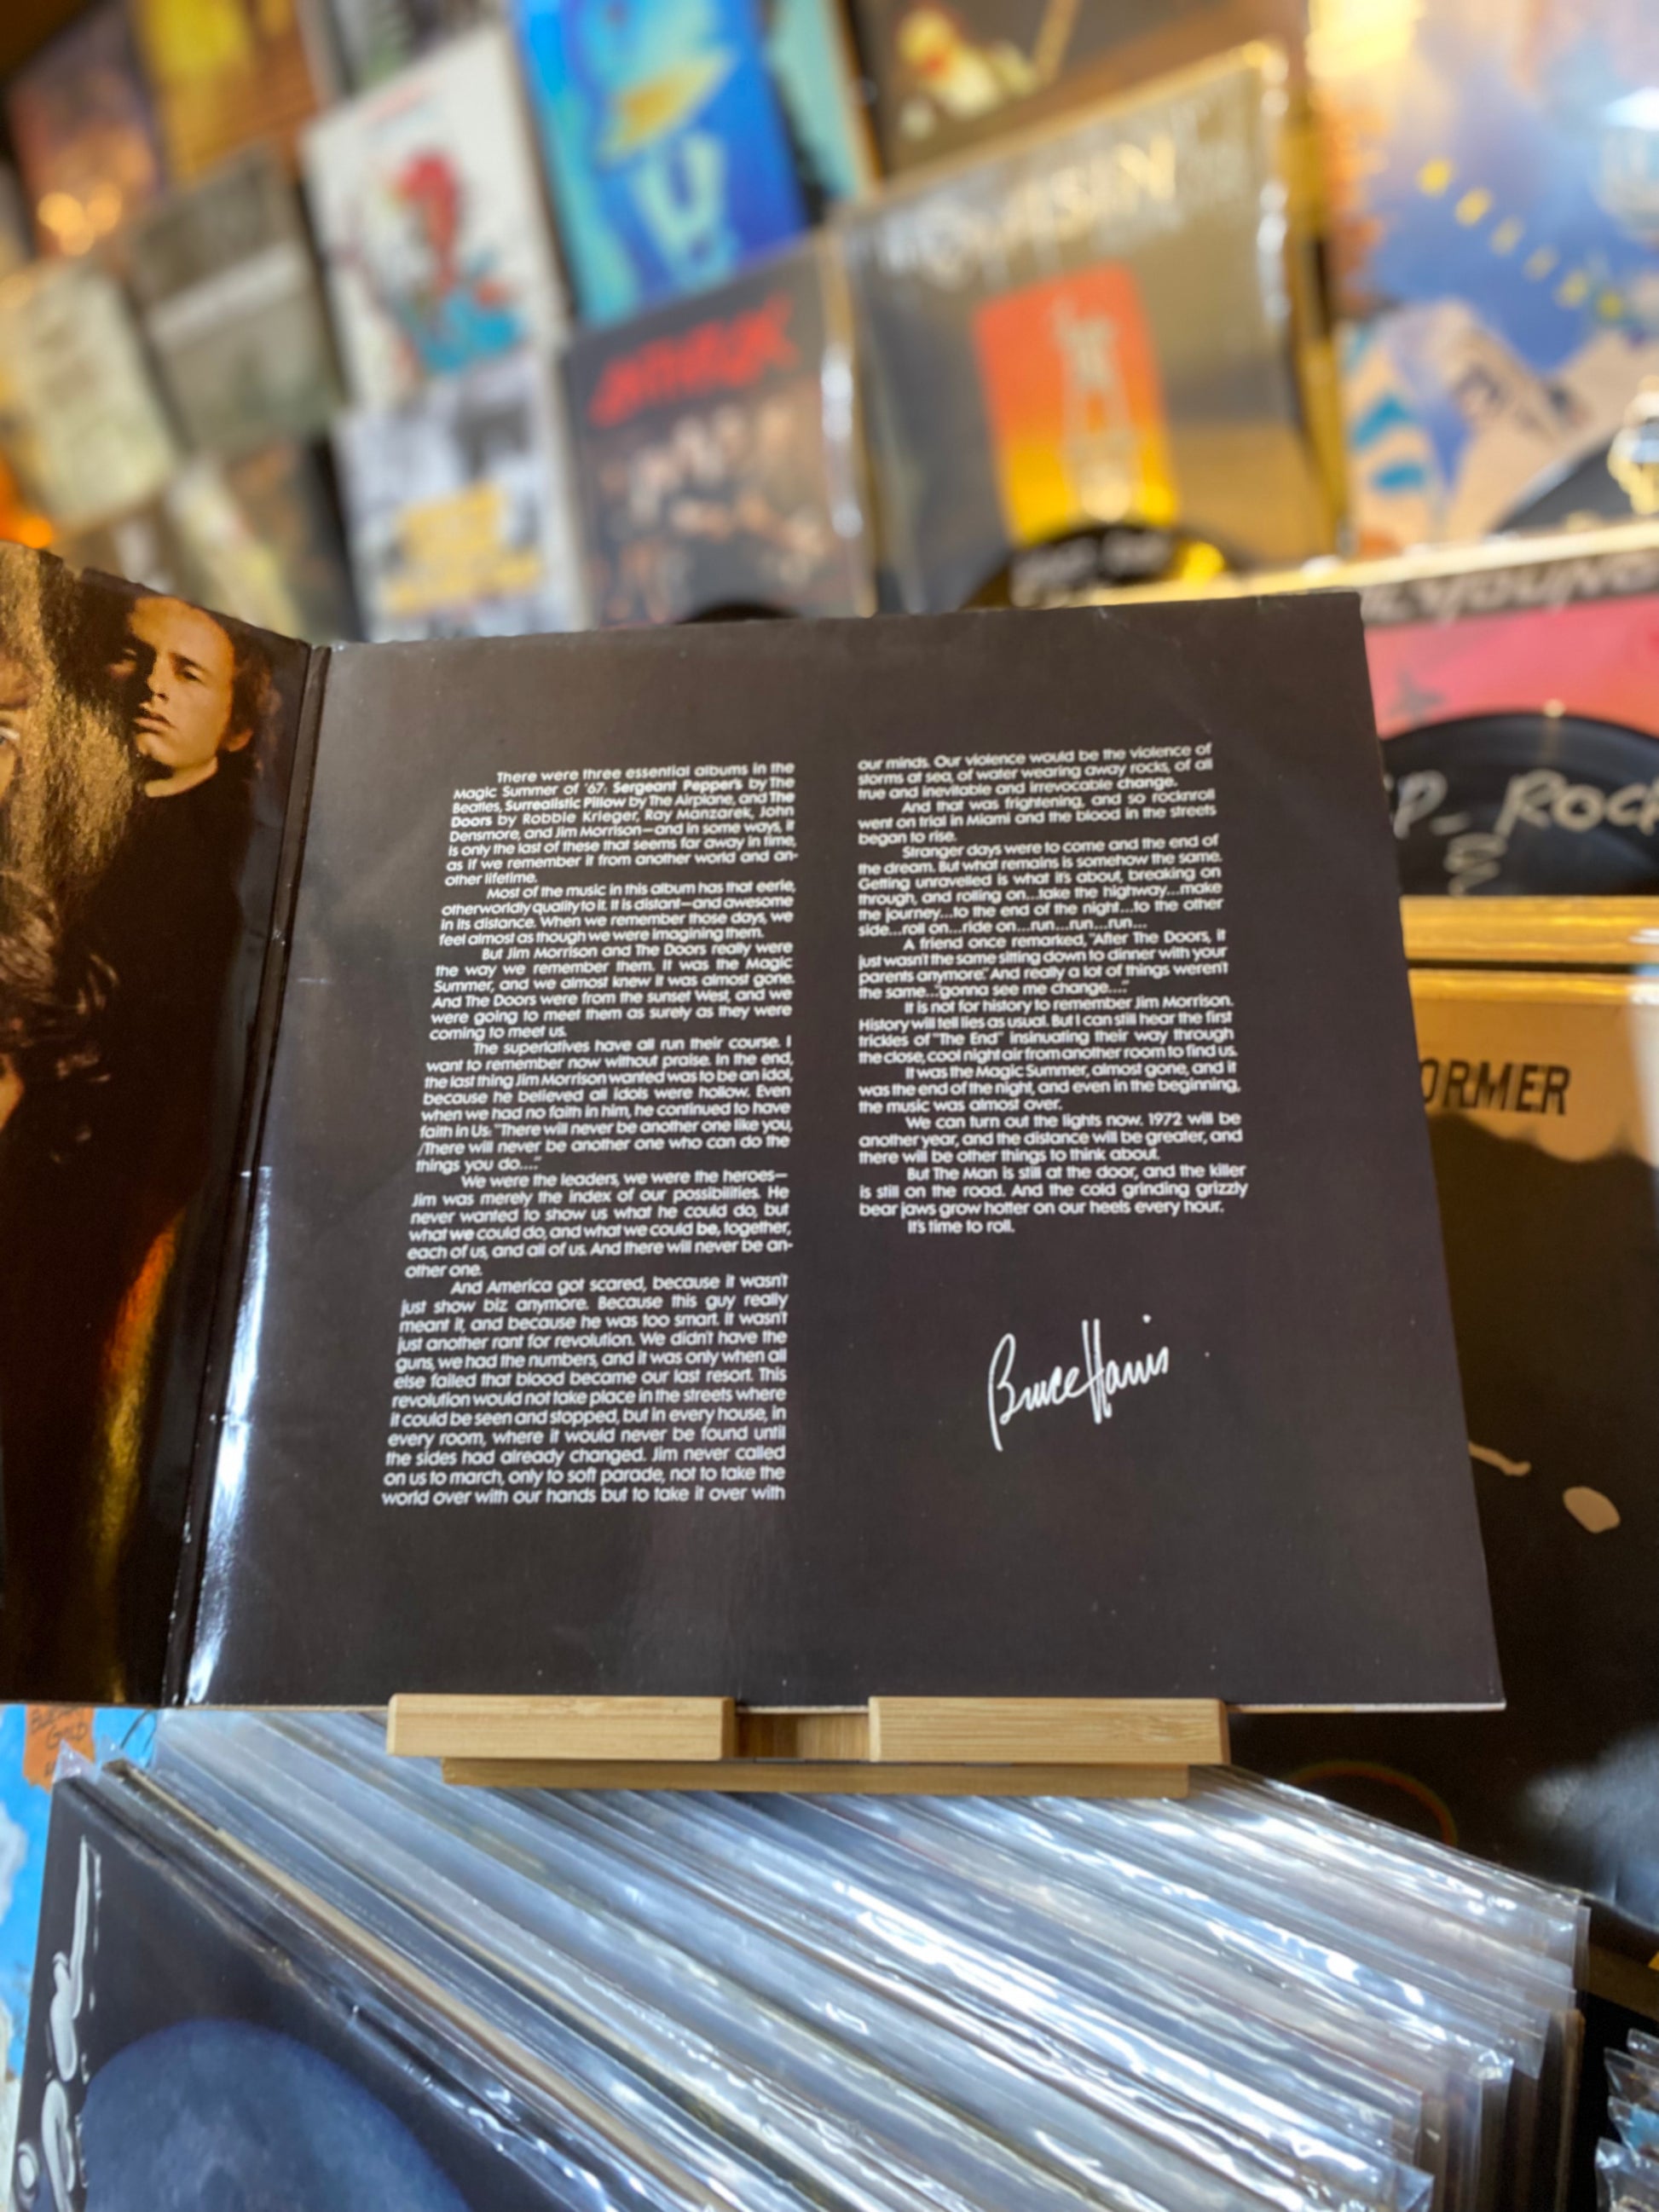 There were three essential albums in the
Magic Summer of '67: Sergeant Pepper's by The
Beatles, Surrealistic Pillow by The Airplane, and The
Doors by Robbie Krieger, Ray Manzarek, John
Densmore, and Jim Morrison—and in some ways, it
is only the last of these that seems far away in time,
as if we remember it from another world and an-
other lifetime.
Most of the music in this album has that eerie,
otherworldly quality to it. It is distant—and awesome
in its distance. When we remember those days, we
feel almost as though we were imagining them.
But Jim Morrison and The Doors really were
the way we remember them. It was the Magic
Summer, and we almost knew it was almost gone.
And The Doors were from the sunset West, and we
were going to meet them as surely as they were
coming to meet us.
The superlatives have all run their course. I
want to remember now without praise. In the end,
the last thing Jim Morrison wanted was to be an idol,
because he believed all idols were hollow. Even
when we had no faith in him, he continued to have
faith in Us: "There will never be another one like you,
/There will never be another one who can do the
things you do...."
We were the leaders, we were the heroes—
Jim was merely the index of our possibilities. He
never wanted to show us what he could do, but
what we could do, and what we could be, together,
each of us, and all of us. And there will never be an-
other one.
And America got scared, because it wasn't
just show biz anymore. Because this guy really
meant it, and because he was too smart. It wasn't
just another rant for revolution. We didn't have the
guns, we had the numbers, and it was only when all
else failed that blood became our last resort. This
revolution would not take place in the streets where
it could be seen and stopped, but in every house, in
every room, where it would never be found until
the sides had already changed. Jim never called
on us to march, only to soft parade, not to take the
world over with our hands but to take it over with
our minds. Our violence would be the violence of
storms at sea, of water wearing away rocks, of all
true and inevitable and irrevocable change.
And that was frightening, and so rocknroll
went on trial in Miami and the blood in the streets
began to rise.
Stranger days were to come and the end of
the dream. But what remains is somehow the same.
Getting unravelled is what it's about, breaking on
through, and rolling on...take the highway...make
the journey...to the end of the night...to the other
side...roll on...ride on...run...run...run...
A friend once remarked, "After The Doors, it
just wasn't the same sitting down to dinner with your
parents anymore." And really a lot of things weren't
the same..."gonna see me change...."
It is not for history to remember Jim Morrison.
History will tell lies as usual. But I can still hear the first
trickles of "The End" insinuating their way through
the close, cool night air from another room to find us.
It was the Magic Summer, almost gone, and it
was the end of the night, and even in the beginning,
the music was almost over.
We can turn out the lights now. 1972 will be
another year, and the distance will be greater, and
there will be other things to think about.
But The Man is still at the door, and the killer
is still on the road. And the cold grinding grizzly
bear jaws grow hotter on our heels every hour.
It's time to roll.
Bruce Harris
ANTHRAX
YOUNG
ROCK
ORMER